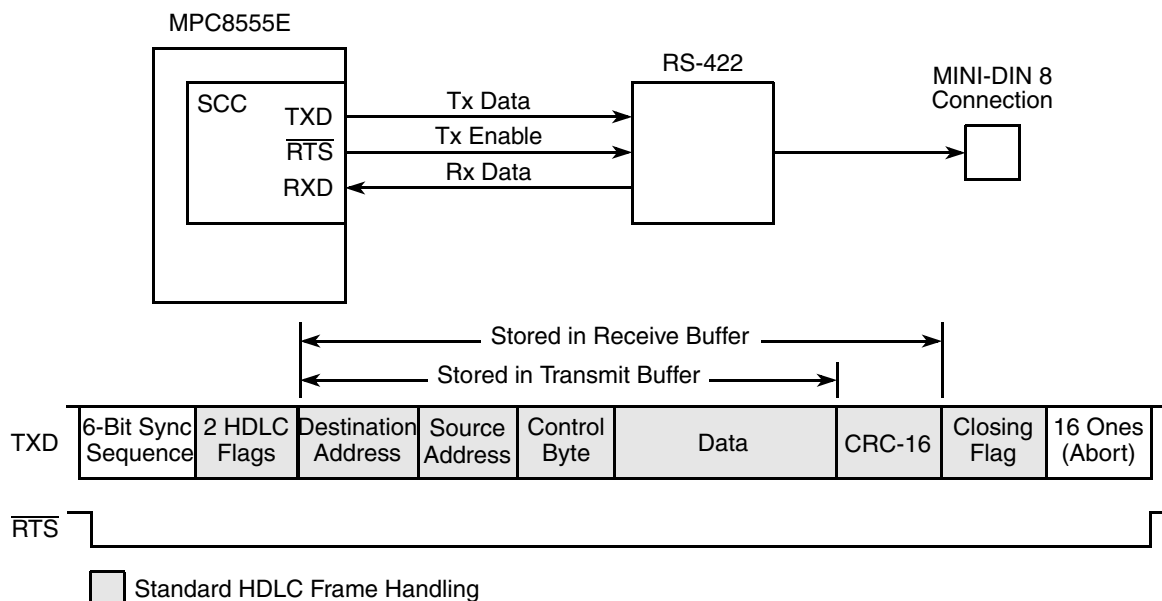 MPC8555E
SCC
TXD
RTS
RXD
Tx Data
Tx Enable
Rx Data
RS-422
MINI-DIN 8
Connection
Stored in Receive Buffer
Stored in Transmit Buffer
TXD
6-Bit Sync
Sequence
2 HDLC
Flags
Destination
Address
Source
Address
Control
Byte
Data
CRC-16
Closing
Flag
16 Ones
(Abort)
RTS
Standard HDLC Frame Handling